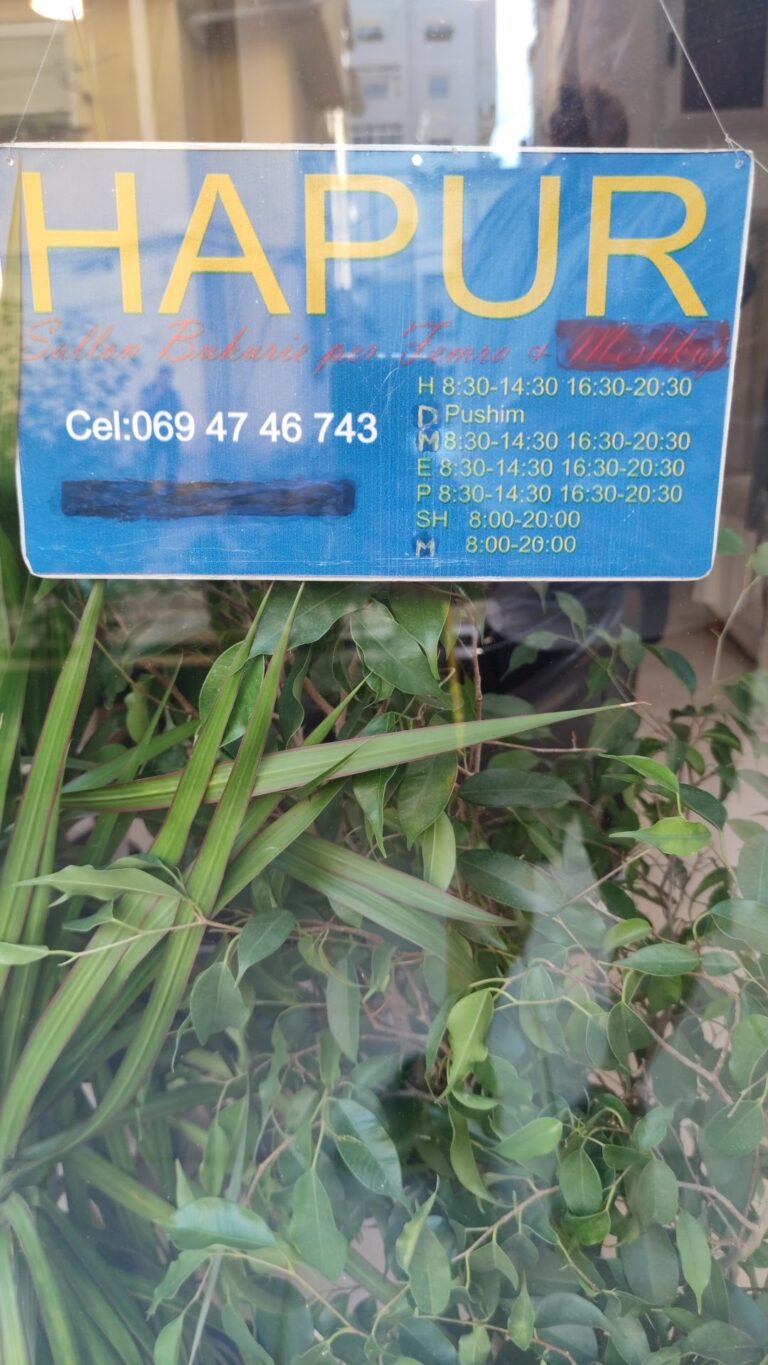 HAPUR
Sallon Bukurie per Femra & Meshkuj
Cel:069 47 46 743
H 8:30-14:30 16:30-20:30
D Pushim
M 8:30-14:30 16:30-20:30
E 8:30-14:30 16:30-20:30
P 8:30-14:30 16:30-20:30
SH 8:00-20:00
M 8:00-20:00